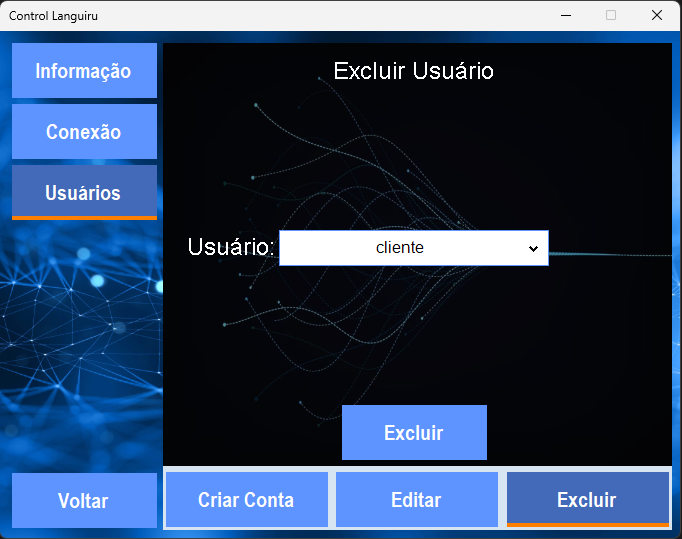 Control Languiru
Informação
Conexão
Usuários
Voltar
Excluir Usuário
Usuário:
cliente
Excluir
Criar Conta
Editar
Excluir